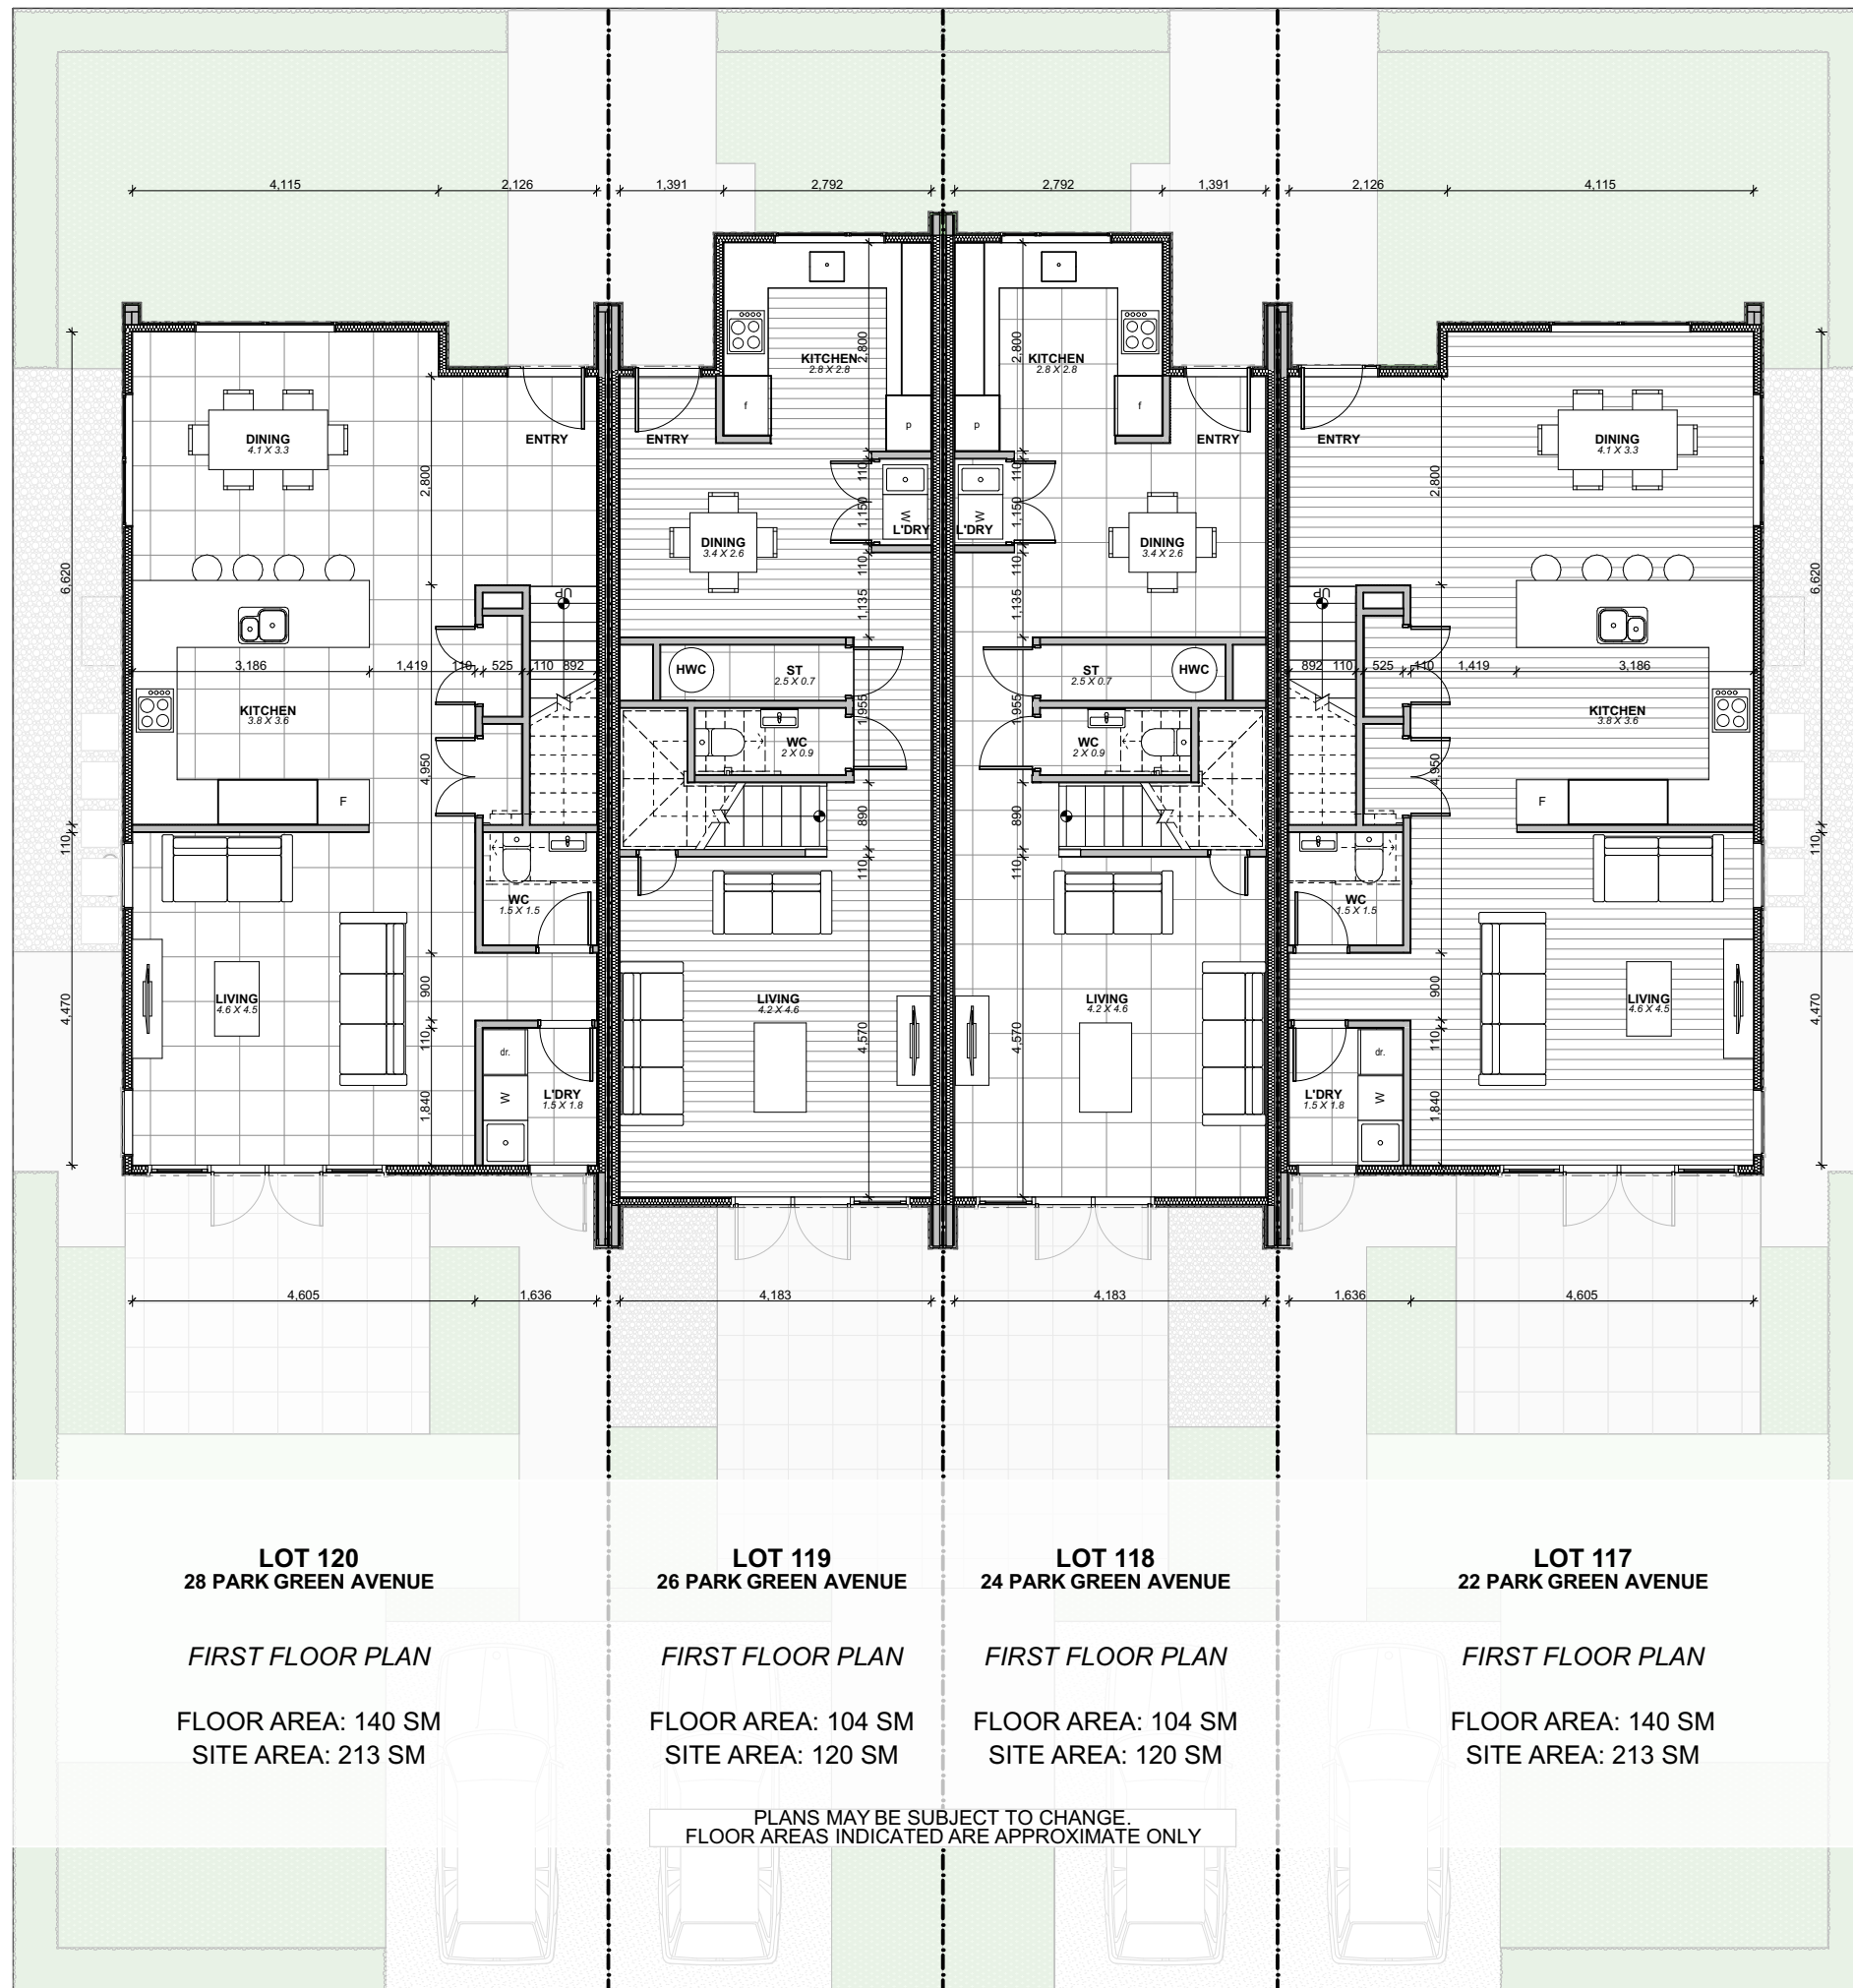 4,115
2,126
1,391
2,792
2,792
1,391
2,126
4,115
KITCHEN
2.8 X 2.8
2,800
f
p
ENTRY
ENTRY
DINING
4.1 X 3.3
2,800
6,620
110
1,150
W
L'DRY
110
DINING
3.4 X 2.6
1,135
KITCHEN
2.8 X 2.8
2,800
f
p
ENTRY
ENTRY
110
1,150
W
L'DRY
110
DINING
3.4 X 2.6
1,135
DINING
4.1 X 3.3
2,800
6,620
UP
3,186
1,419
110
525
110
892
KITCHEN
3.8 X 3.6
F
4,950
HWC
ST
2.5 X 0.7
1,955
WC
2 X 0.9
890
110
ST
2.5 X 0.7
HWC
1,955
WC
2 X 0.9
890
110
UP
892
110
525
110
1,419
3,186
KITCHEN
3.8 X 3.6
F
4,950
110
WC
1.5 X 1.5
LIVING
4.6 X 4.5
900
110
4,470
dr.
W
L'DRY
1.5 X 1.8
1,840
LIVING
4.2 X 4.6
4,570
LIVING
4.2 X 4.6
4,570
WC
1.5 X 1.5
110
900
LIVING
4.6 X 4.5
110
4,470
dr.
W
L'DRY
1.5 X 1.8
1,840
4,605
1,636
4,183
4,183
1,636
4,605
LOT 120
28 PARK GREEN AVENUE
FIRST FLOOR PLAN
FLOOR AREA: 140 SM
SITE AREA: 213 SM
LOT 119
26 PARK GREEN AVENUE
FIRST FLOOR PLAN
FLOOR AREA: 104 SM
SITE AREA: 120 SM
LOT 118
24 PARK GREEN AVENUE
FIRST FLOOR PLAN
FLOOR AREA: 104 SM
SITE AREA: 120 SM
LOT 117
22 PARK GREEN AVENUE
FIRST FLOOR PLAN
FLOOR AREA: 140 SM
SITE AREA: 213 SM
PLANS MAY BE SUBJECT TO CHANGE.
FLOOR AREAS INDICATED ARE APPROXIMATE ONLY